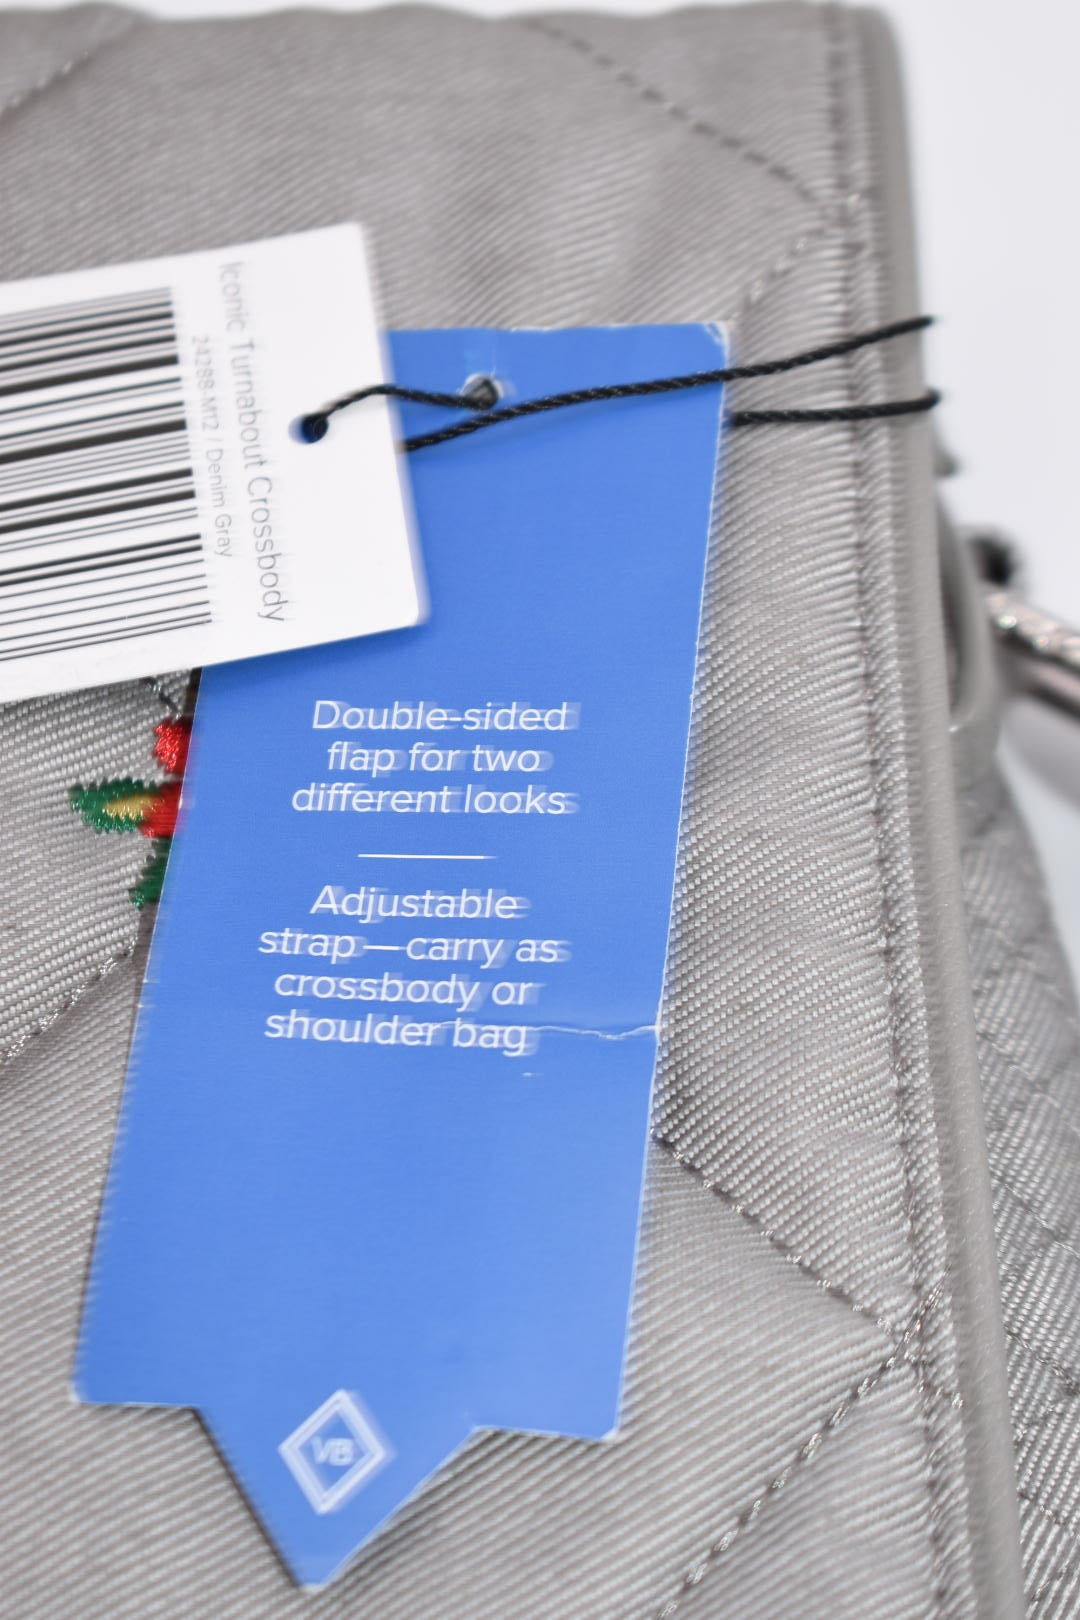 Iconic Turnabout Crossbody
24288-M12 / Denim Gray
Double-sided
flap for two
different looks
Adjustable
strap—carry as
crossbody or
shoulder bag
VB